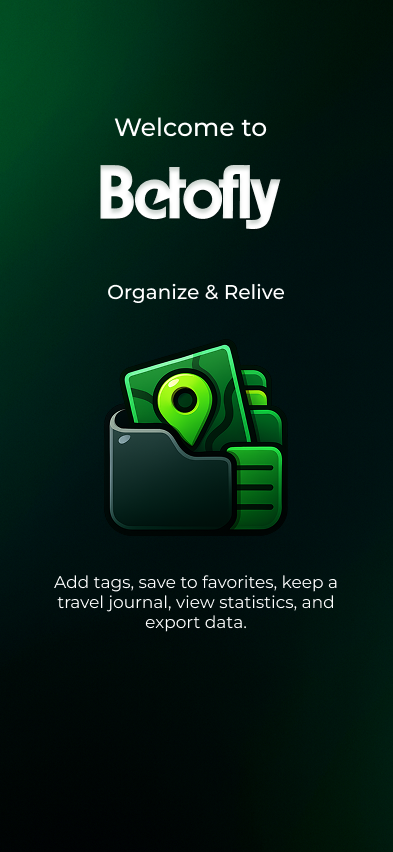 Welcome to
Betofly
Organize & Relive
Add tags, save to favorites, keep a
travel journal, view statistics, and
export data.